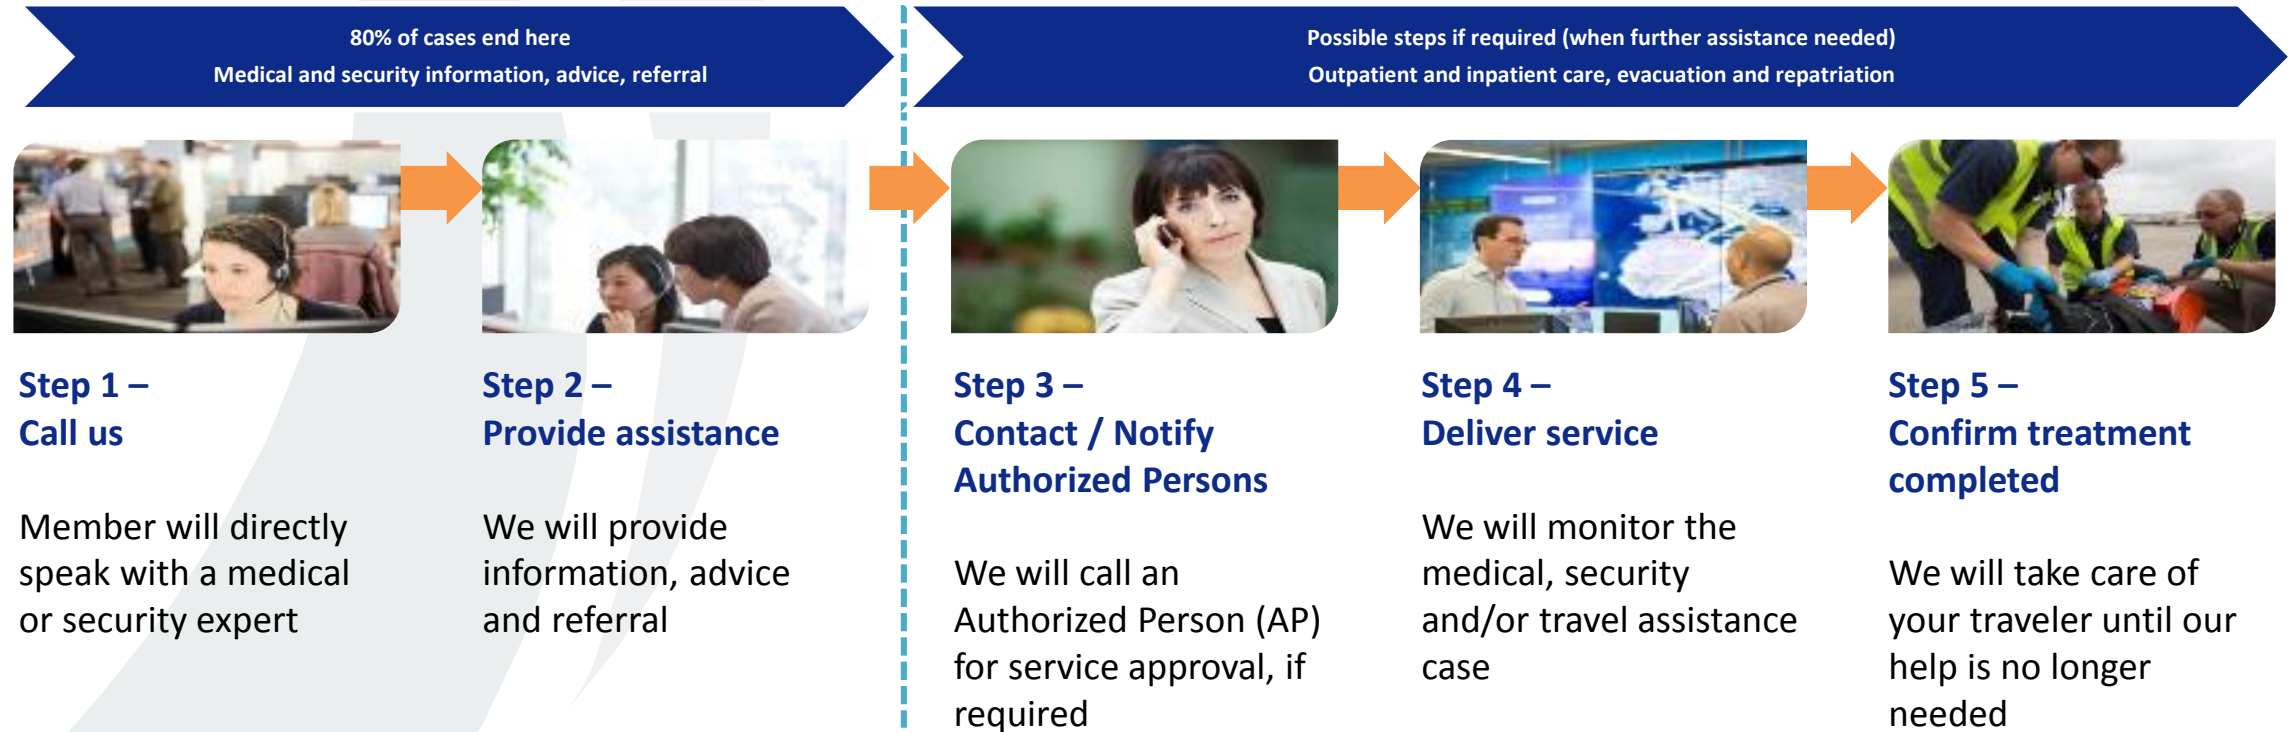 80% of cases end here
Medical and security information, advice, referral
Possible steps if required (when further assistance needed)
Outpatient and inpatient care, evacuation and repatriation
Step 1 –
Call us
Member will directly
speak with a medical
or security expert
Step 2 –
Provide assistance
We will provide
information, advice
and referral
Step 3 –
Contact / Notify
Authorized Persons
We will call an
Authorized Person (AP)
for service approval, if
required
Step 4 –
Deliver service
We will monitor the
medical, security
and/or travel assistance
case
Step 5 –
Confirm treatment
completed
We will take care of
your traveler until our
help is no longer
needed